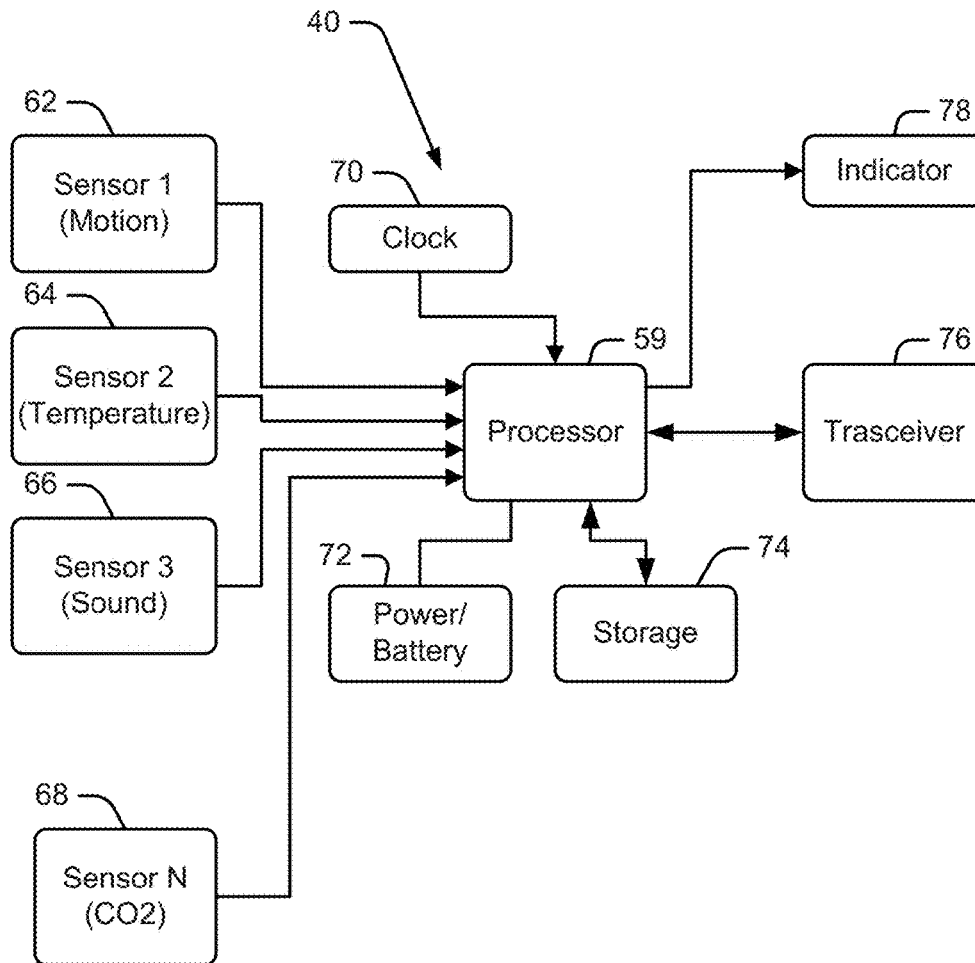 40
62
Sensor 1
(Motion)
70
Clock
78
Indicator
64
Sensor 2
(Temperature)
59
Processor
76
Trasceiver
66
Sensor 3
(Sound)
72
Power/
Battery
74
Storage
68
Sensor N
(CO2)